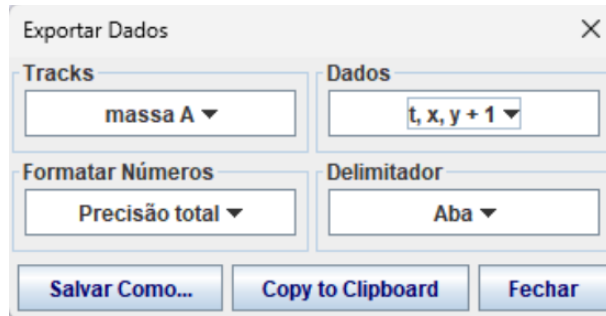 Exportar Dados
Tracks
Dados
massa A
t, x, y + 1
Formatar Números
Delimitador
Precisão total
Aba
Salvar Como...
Copy to Clipboard
Fechar